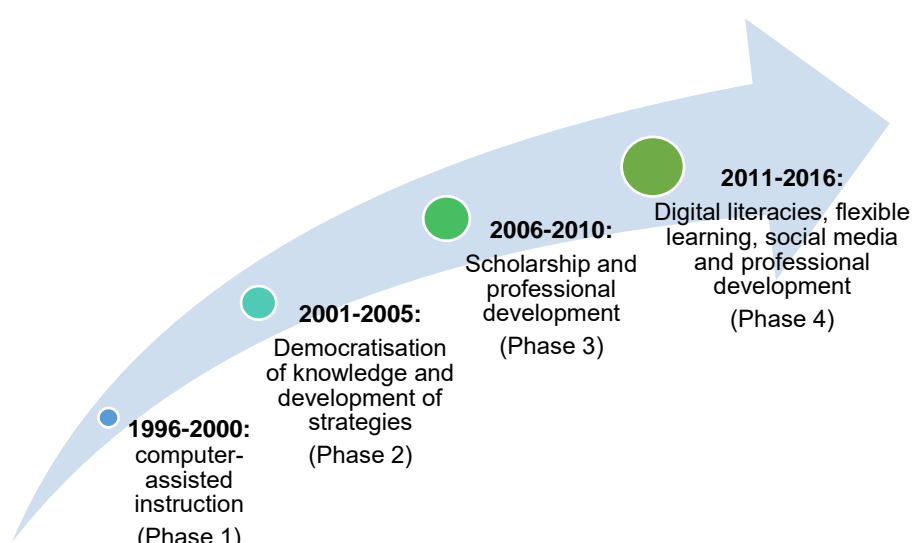 1996-2000:
computer-
assisted
instruction
(Phase 1)
2001-2005:
Democratisation
of knowledge and
development of
strategies
(Phase 2)
2006-2010:
Scholarship and
professional
development
(Phase 3)
2011-2016:
Digital literacies, flexible
learning, social media
and professional
development
(Phase 4)